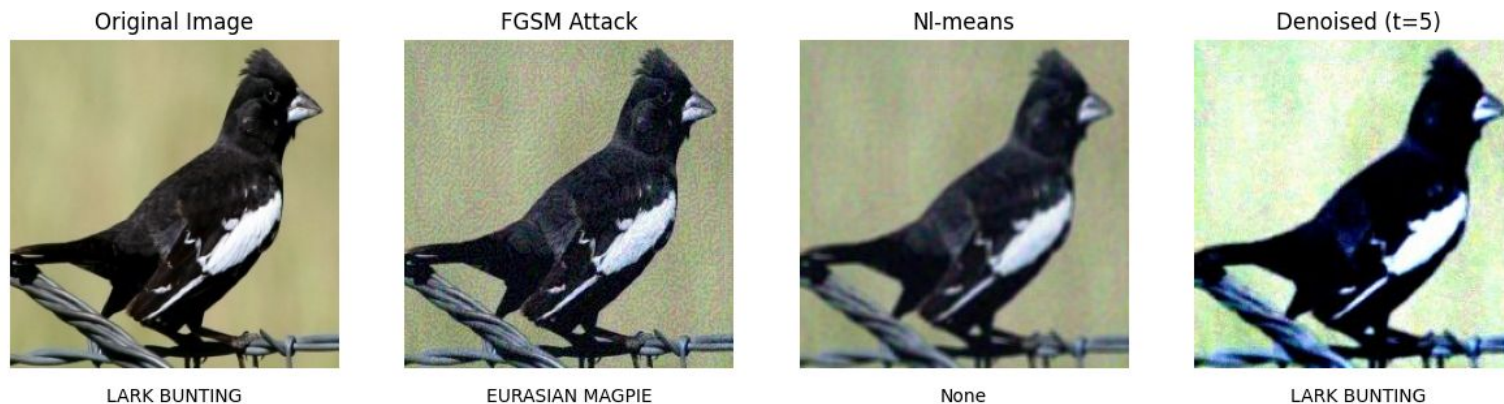 Original Image
FGSM Attack
Nl-means
Denoised (t=5)
LARK BUNTING
EURASIAN MAGPIE
None
LARK BUNTING